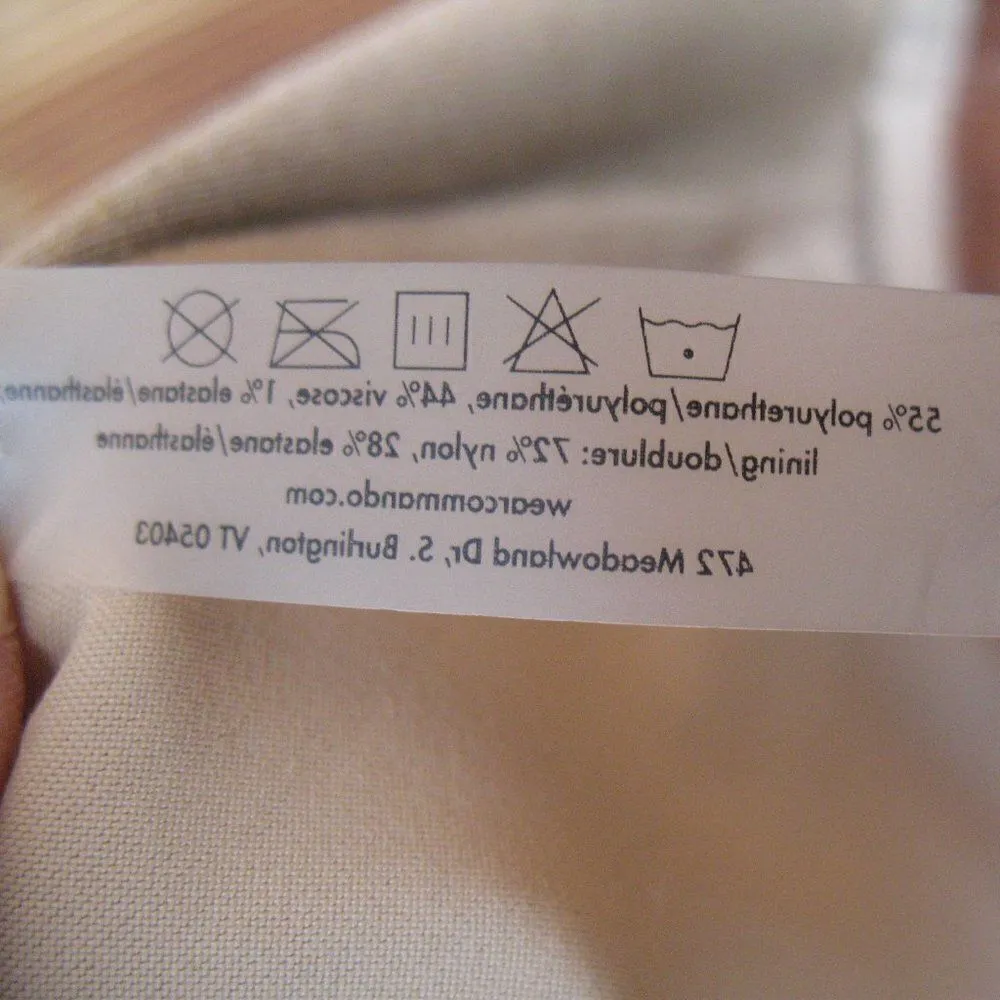 55% polyurethane/polyuréthane, 44% viscose, 1% elastane/élasthanne,
lining/doublure: 72% nylon, 28% elastane/élasthanne
wearcommando.com
472 Meadowland Dr, S. Burlington, VT 05403